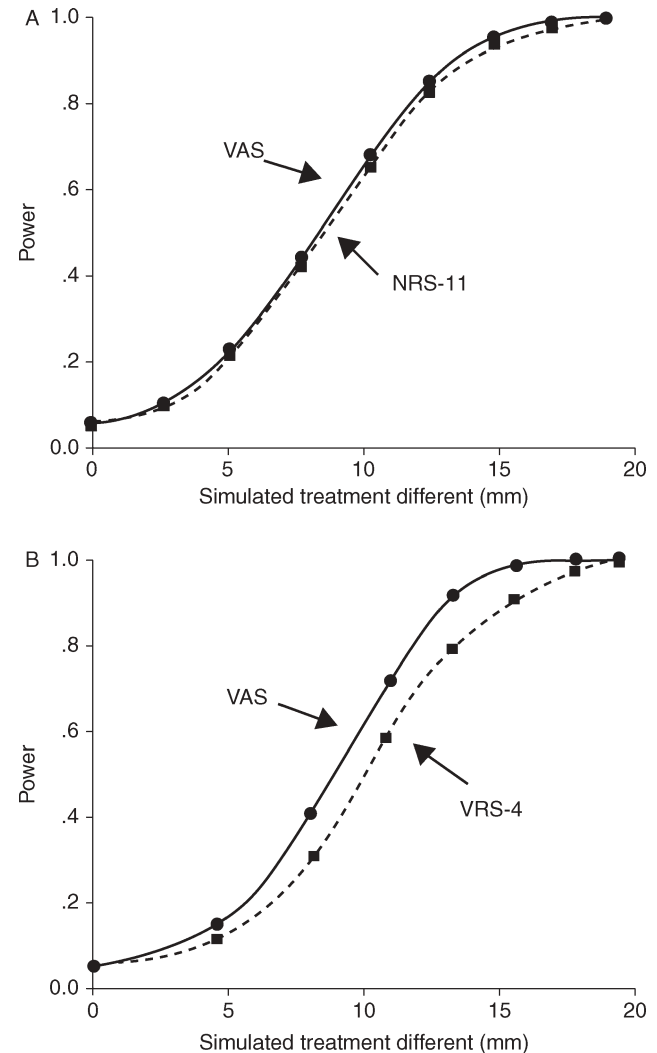 A
1.0
.8
VAS
.6
Power
NRS-11
.4
.2
0.0
0 5 10 15 20
Simulated treatment different (mm)
B
1.0
.8
VAS
.6
Power
VRS-4
.4
.2
0.0
0 5 10 15 20
Simulated treatment different (mm)